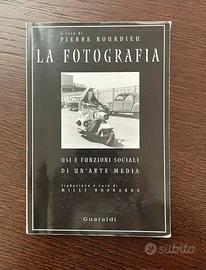 a cura di
PIERRE BOURDIEU
LA FOTOGRAFIA
USI E FUNZIONI SOCIALI
DI UN'ARTE MEDIA
traduzione e cura di
MILLY BUONANNO
Guaraldi
subito